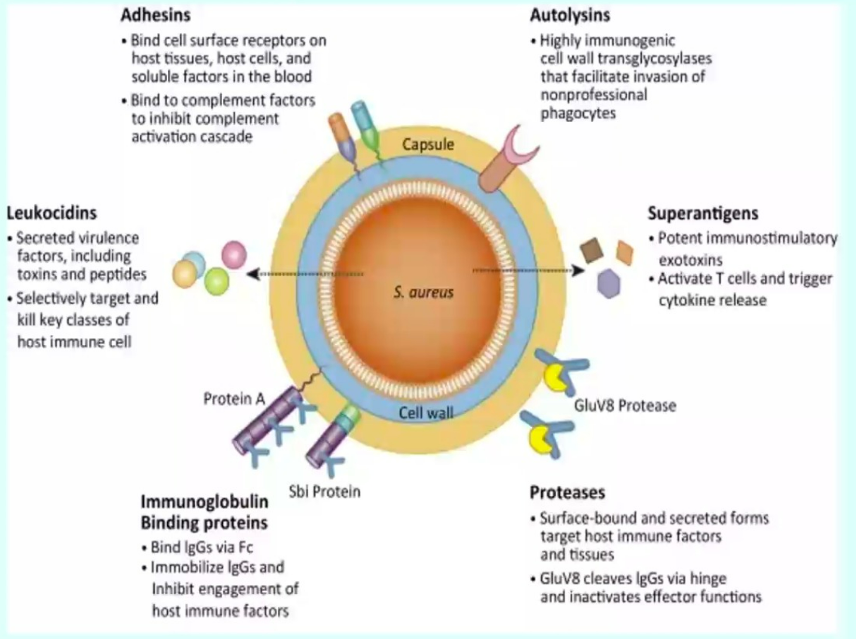 Adhesins
• Bind cell surface receptors on
host tissues, host cells, and
soluble factors in the blood
• Bind to complement factors
to inhibit complement
activation cascade
Autolysins
• Highly immunogenic
cell wall transglycosylases
that facilitate invasion of
nonprofessional
phagocytes
Capsule
Leukocidins
• Secreted virulence
factors, including
toxins and peptides
• Selectively target and
kill key classes of
host immune cell
Superantigens
• Potent immunostimulatory
exotoxins
• Activate T cells and trigger
cytokine release
S. aureus
Protein A
Cell wall
GluV8 Protease
Sbi Protein
Immunoglobulin
Binding proteins
• Bind IgGs via Fc
• Immobilize IgGs and
Inhibit engagement of
host immune factors
Proteases
• Surface-bound and secreted forms
target host immune factors
and tissues
• GluV8 cleaves IgGs via hinge
and inactivates effector functions